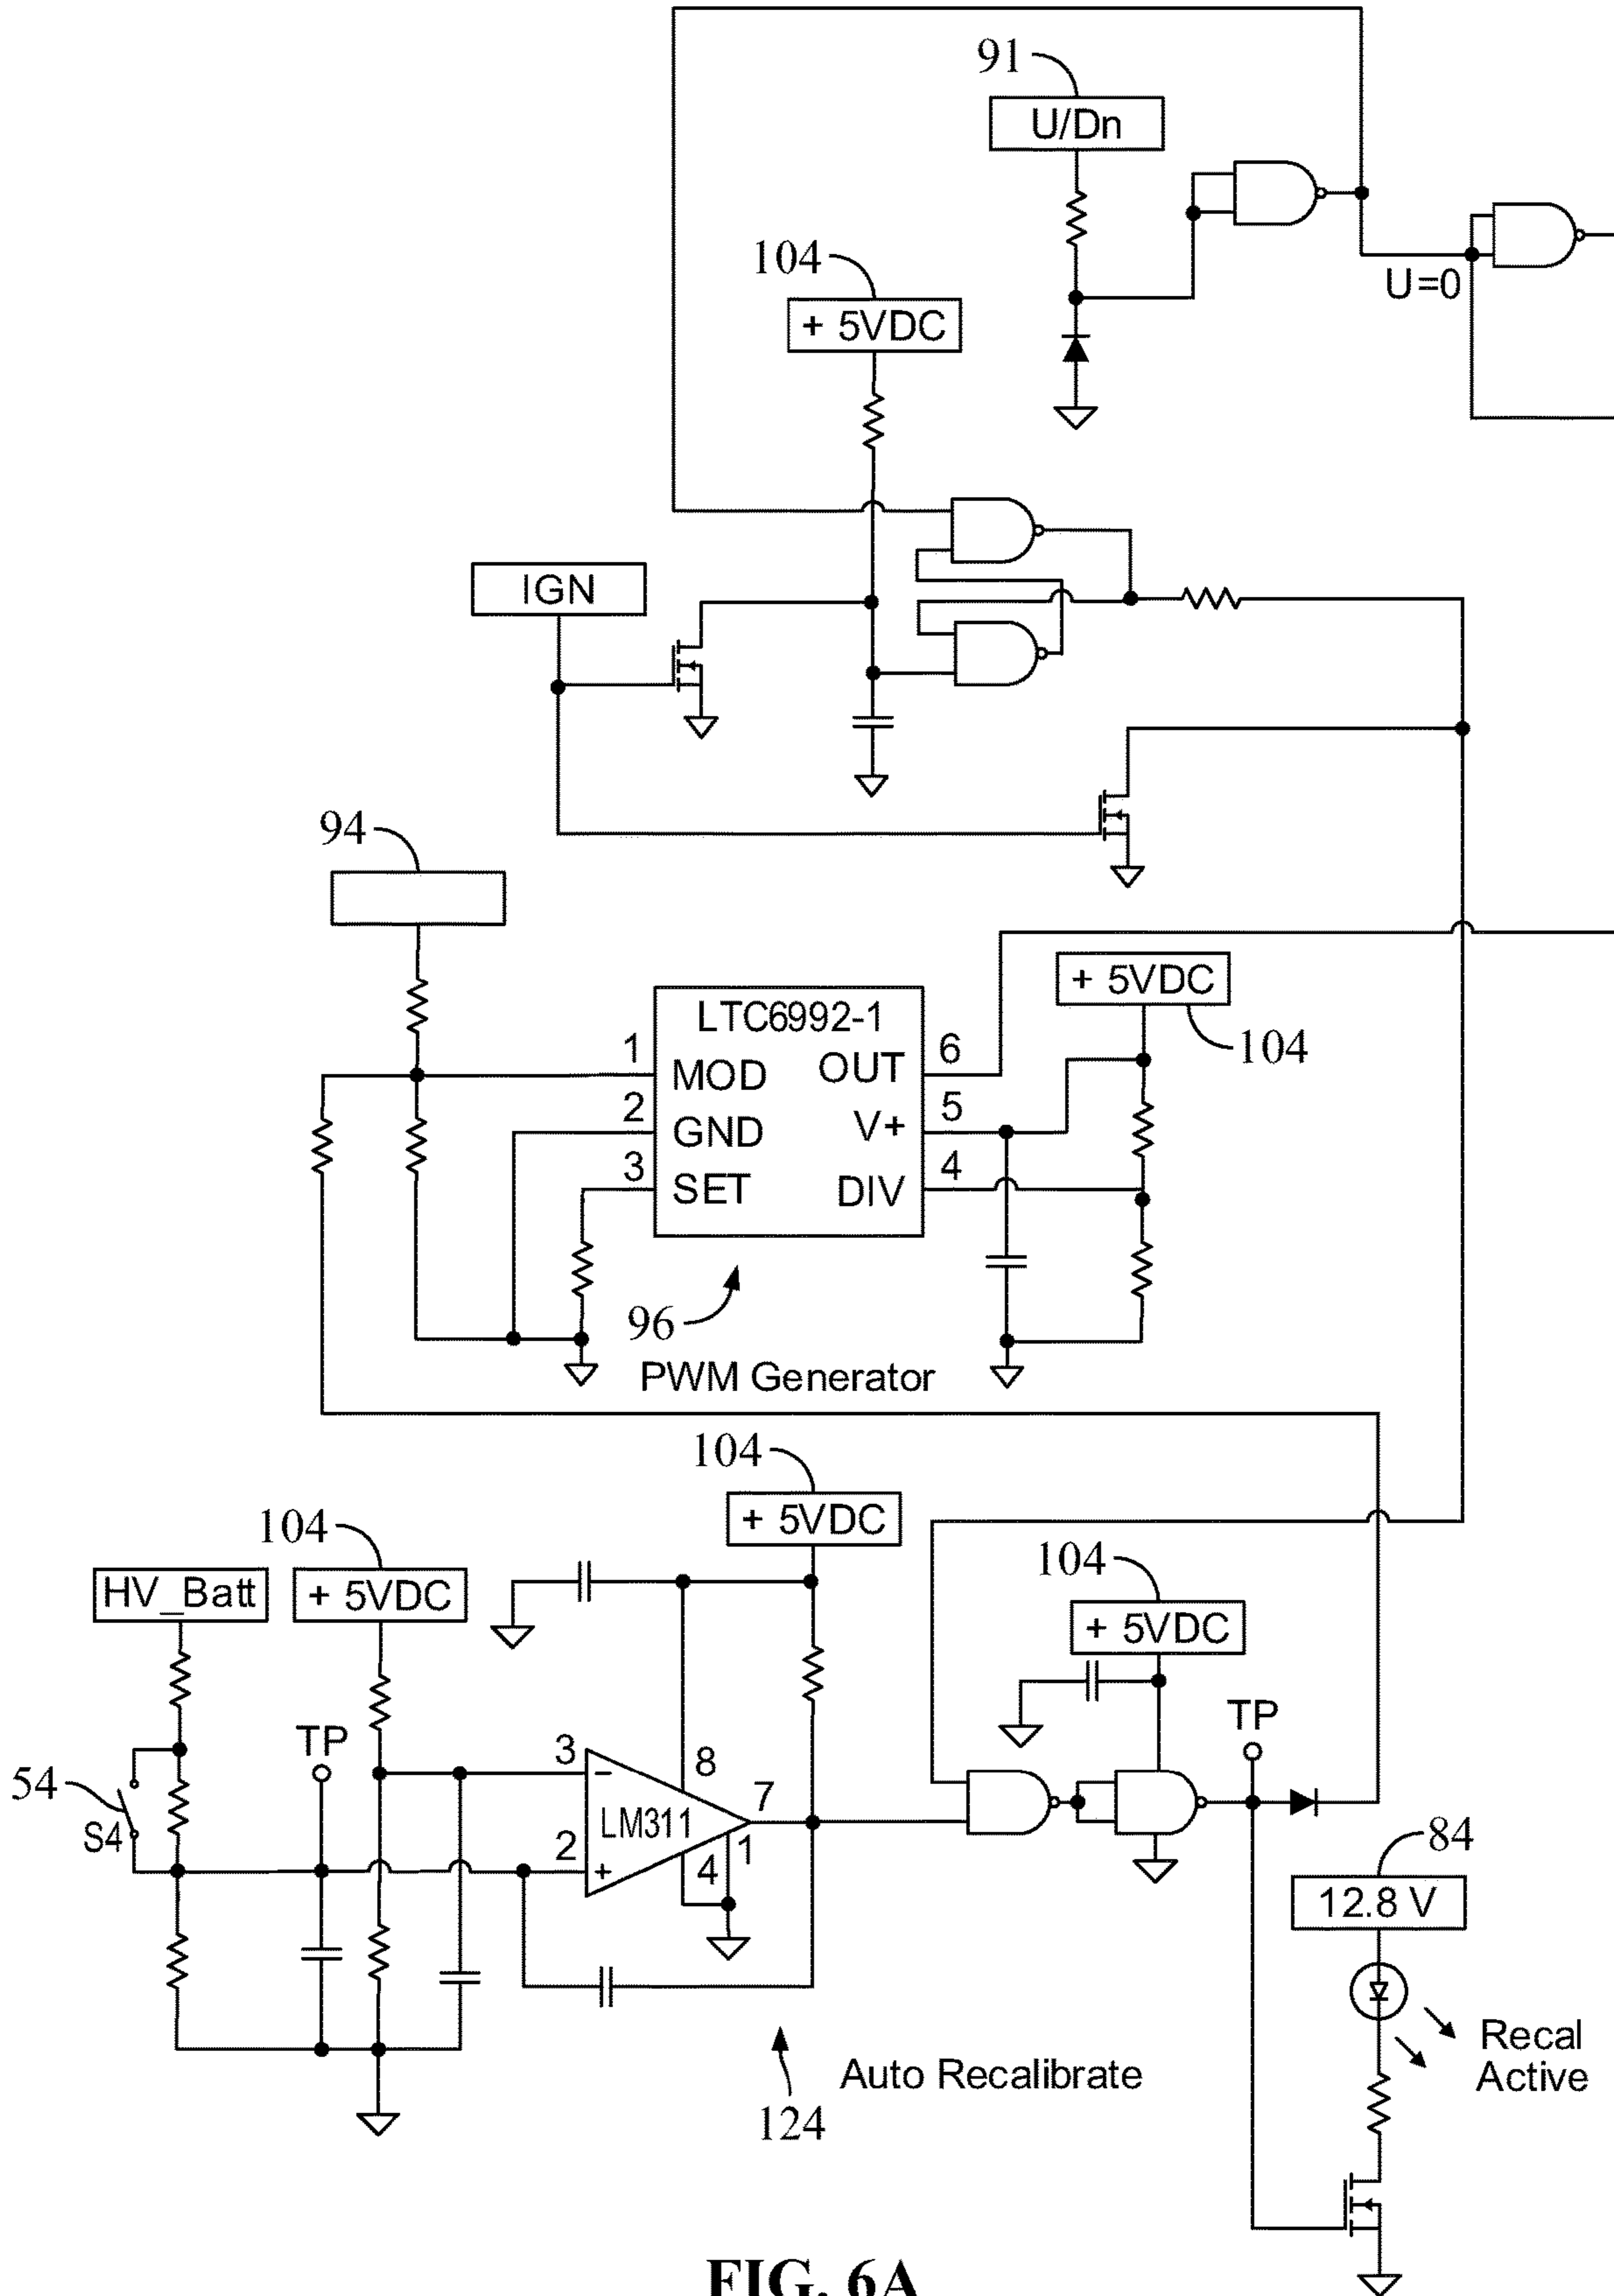 91
U/Dn
104
+ 5VDC
U=0
IGN
94
LTC6992-1
+ 5VDC
104
1
MOD
OUT
6
2
GND
V+
5
3
SET
DIV
4
96
PWM Generator
104
+ 5VDC
104
HV_Batt
+ 5VDC
104
+ 5VDC
TP
TP
54
S4
3
−
8
LM311
7
2
+
4
1
84
12.8 V
Recal
Active
Auto Recalibrate
124
FIG. 6A